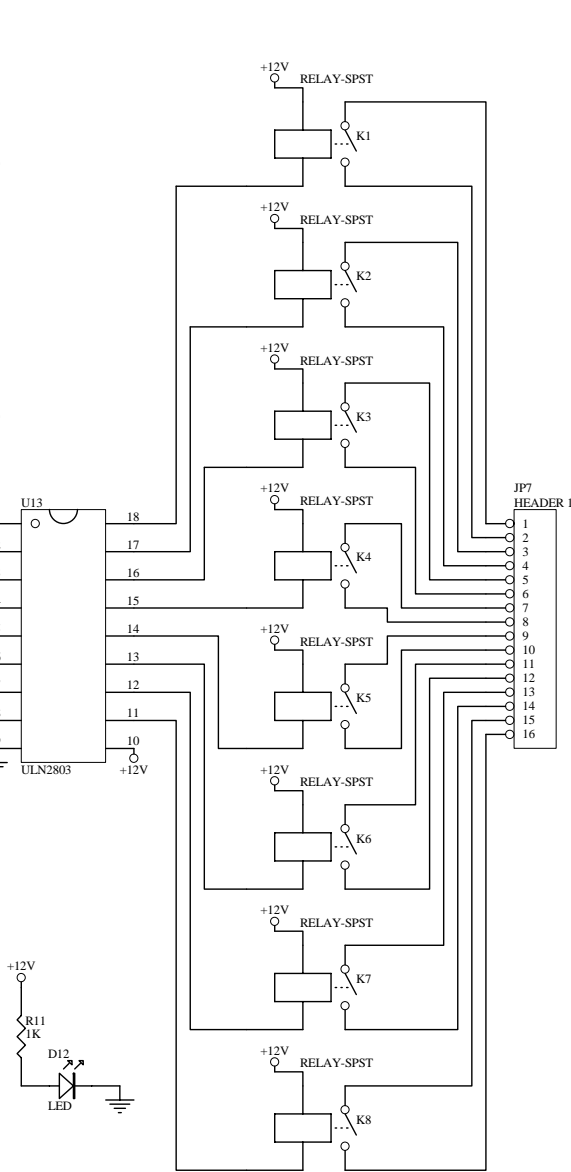 +12V
RELAY-SPST
K1
+12V
RELAY-SPST
K2
+12V
RELAY-SPST
K3
+12V
RELAY-SPST
K4
+12V
RELAY-SPST
K5
+12V
RELAY-SPST
K6
+12V
RELAY-SPST
K7
+12V
RELAY-SPST
K8
U13
18
17
16
15
14
13
12
11
10
+12V
ULN2803
JP7
HEADER 1
1
2
3
4
5
6
7
8
9
10
11
12
13
14
15
16
+12V
R11
1K
D12
LED